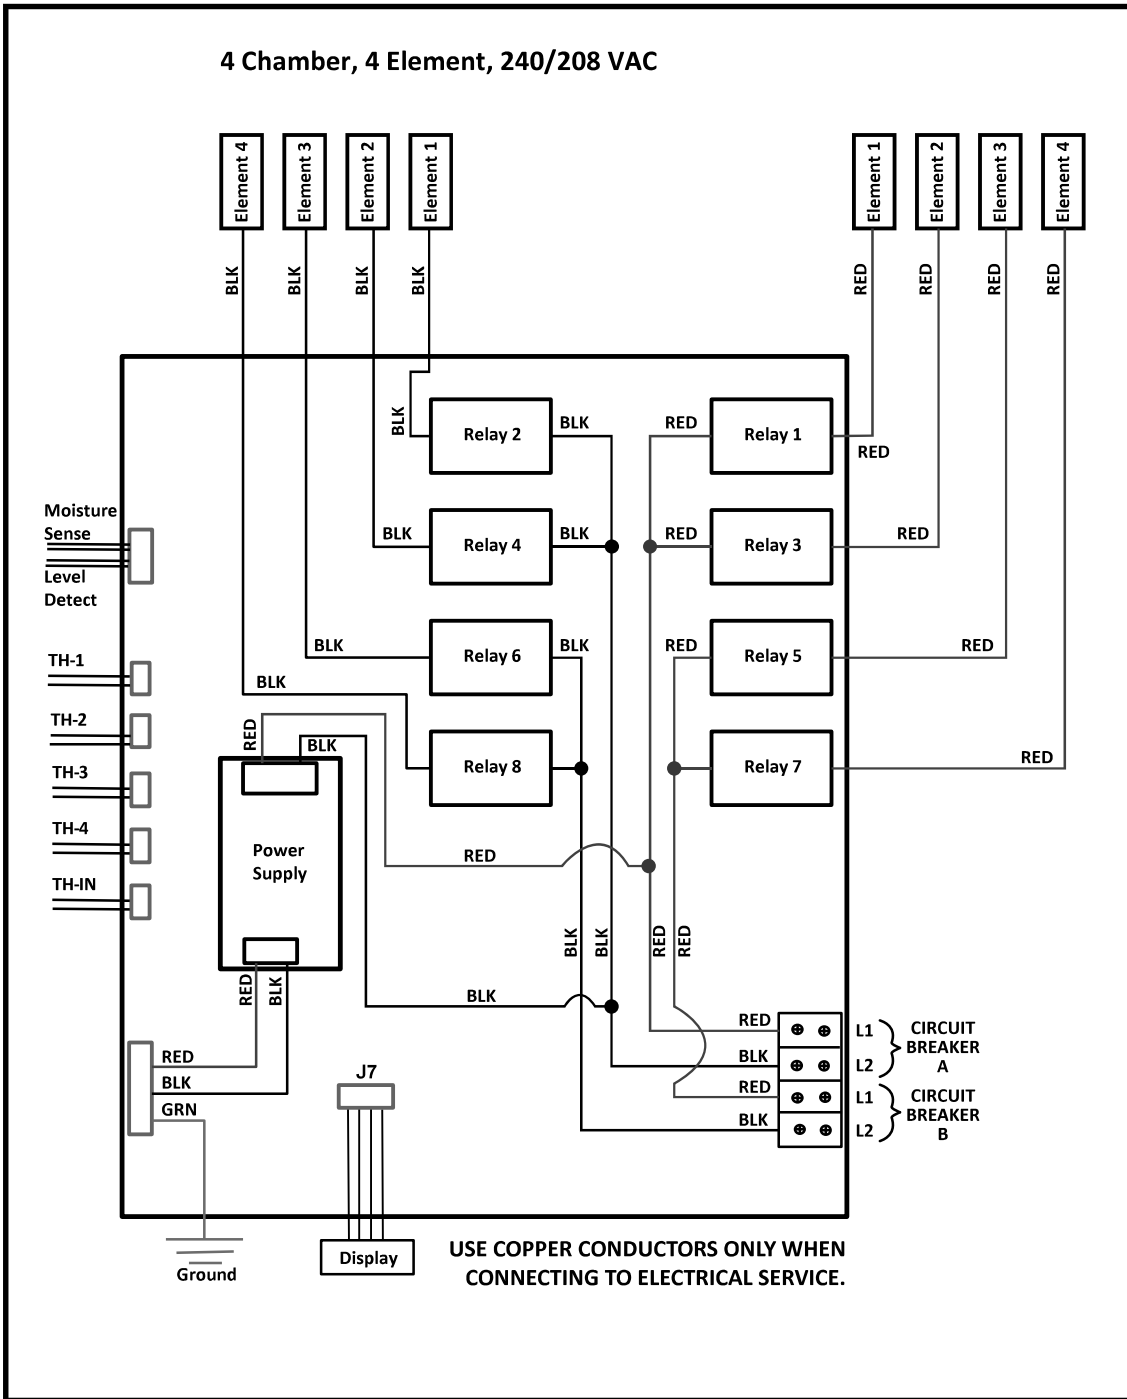 4 Chamber, 4 Element, 240/208 VAC
Element 4
Element 3
Element 2
Element 1
Element 1
Element 2
Element 3
Element 4
BLK
BLK
BLK
BLK
RED
RED
RED
RED
BLK
Relay 2
BLK
RED
Relay 1
RED
Moisture
Sense
Level
Detect
BLK
Relay 4
BLK
RED
Relay 3
RED
BLK
Relay 6
BLK
RED
Relay 5
RED
TH-1
BLK
TH-2
RED
BLK
Relay 8
Relay 7
RED
TH-3
TH-4
TH-IN
Power
Supply
RED
BLK
BLK
RED
RED
RED
BLK
BLK
RED
BLK
GRN
J7
RED
BLK
RED
BLK
L1
L2
L1
L2
CIRCUIT
BREAKER
A
CIRCUIT
BREAKER
B
Ground
Display
USE COPPER CONDUCTORS ONLY WHEN
CONNECTING TO ELECTRICAL SERVICE.